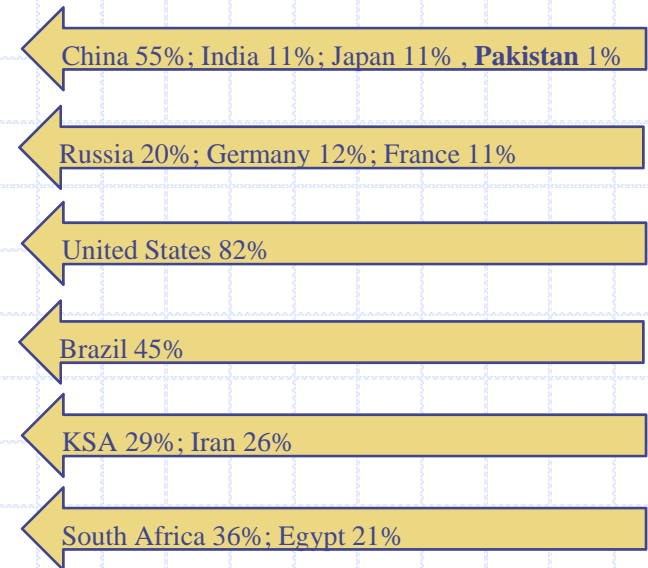 China 55%; India 11%; Japan 11% , Pakistan 1%
Russia 20%; Germany 12%; France 11%
United States 82%
Brazil 45%
KSA 29%; Iran 26%
South Africa 36%; Egypt 21%